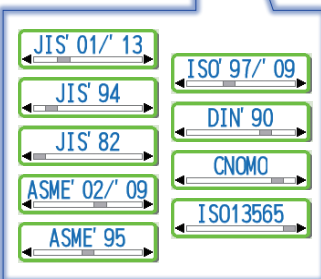 JIS' 01/' 13
JIS' 94
JIS' 82
ASME' 02/' 09
ASME' 95
ISO' 97/' 09
DIN' 90
CNOMO
ISO13565